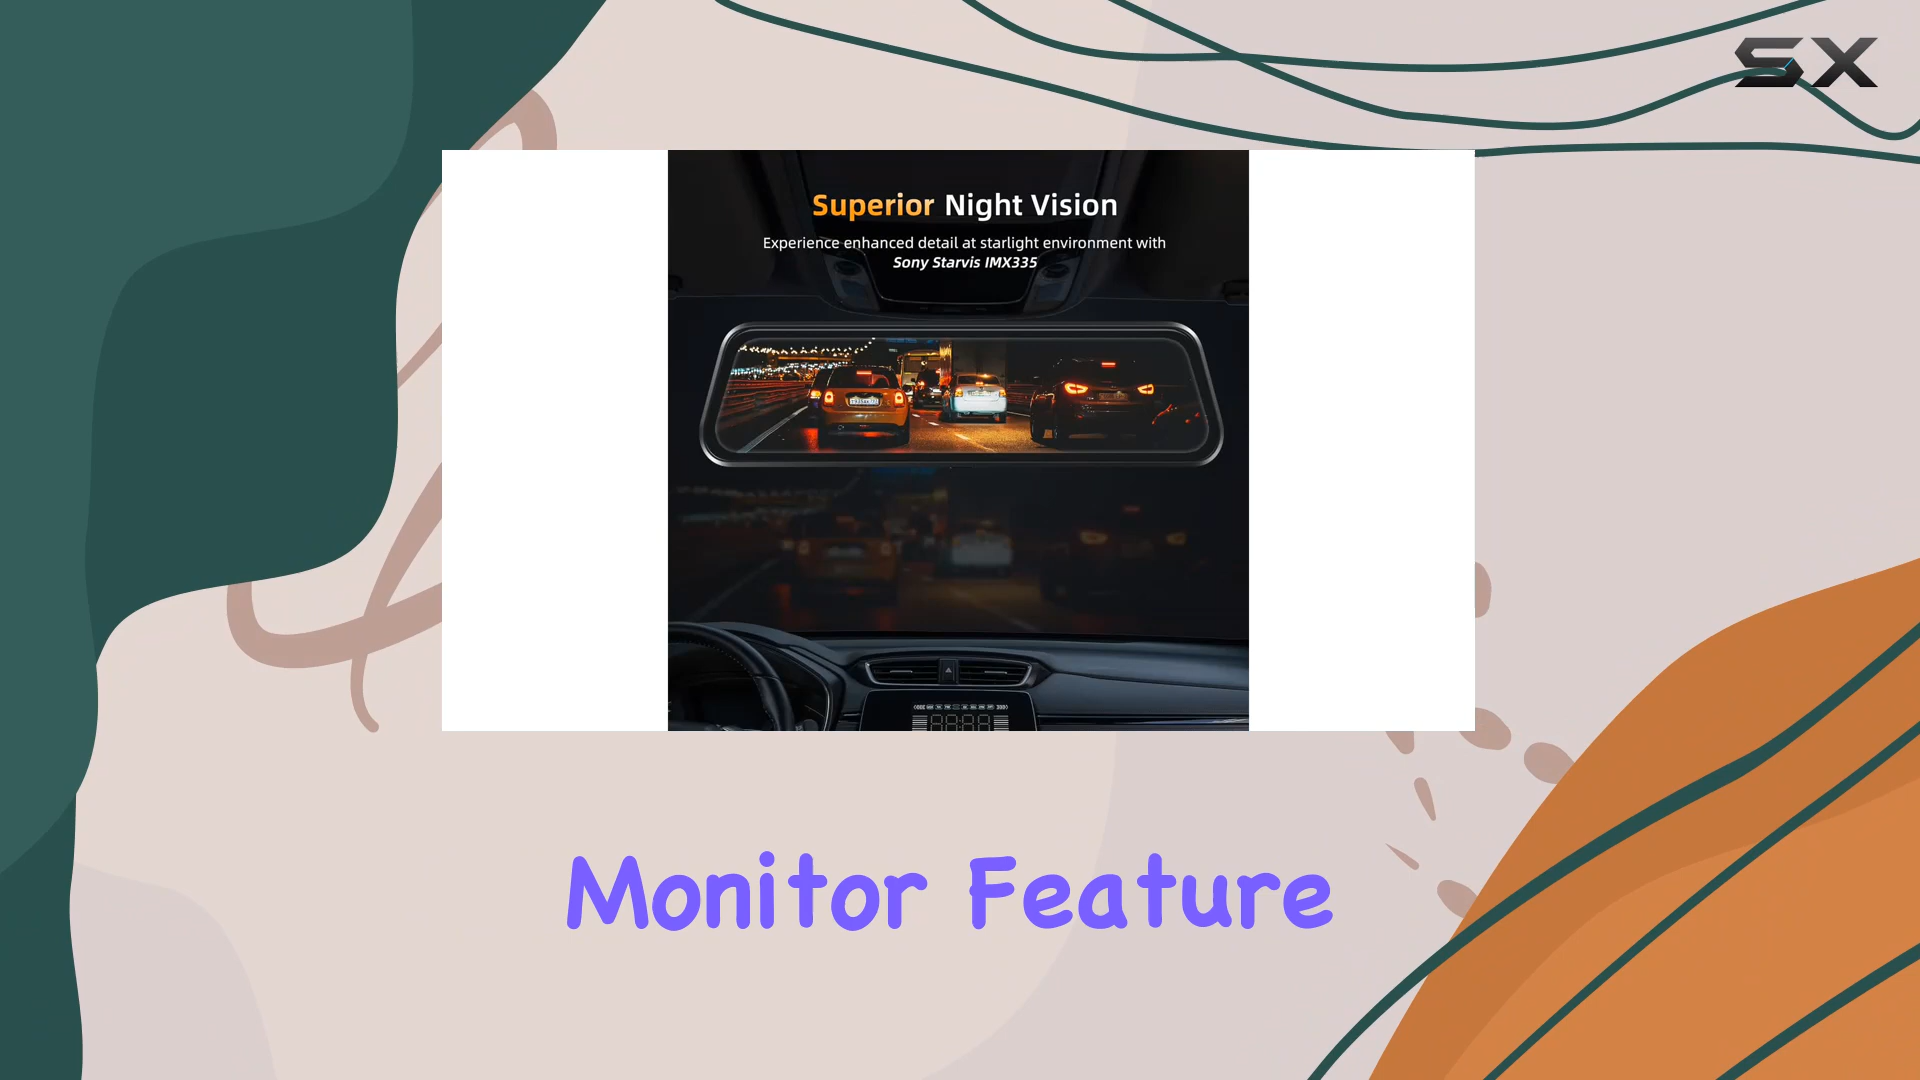 SX
Superior Night Vision
Experience enhanced detail at starlight environment with
Sony Starvis IMX335
Monitor Feature